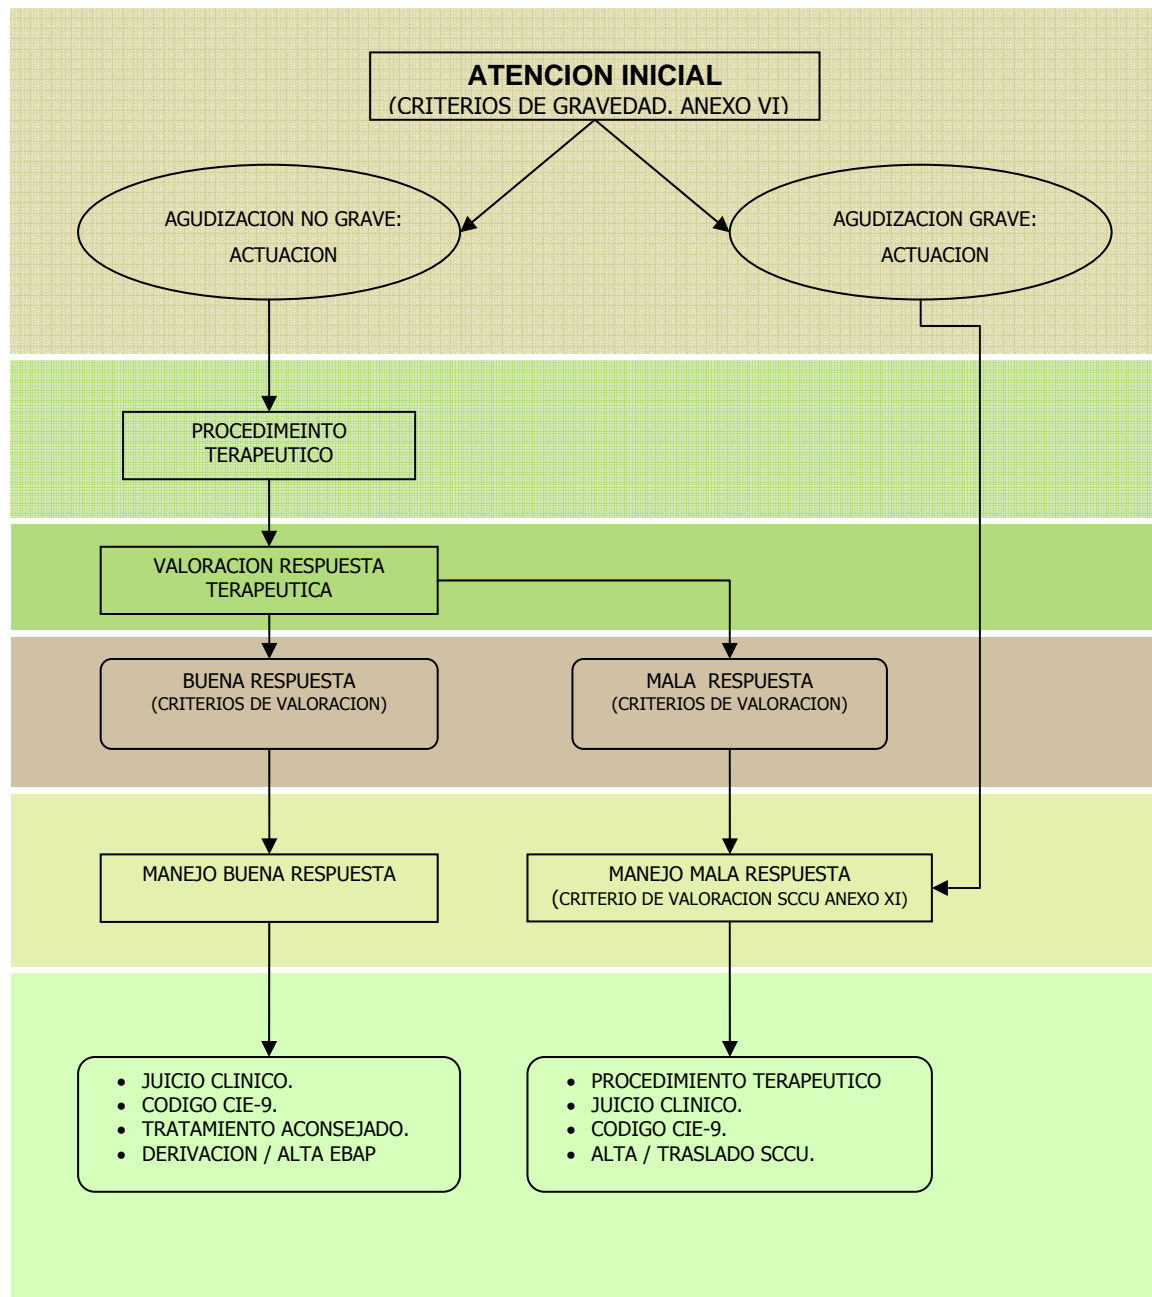 ATENCION INICIAL
(CRITERIOS DE GRAVEDAD. ANEXO VI)
AGUDIZACION NO GRAVE:
ACTUACION
AGUDIZACION GRAVE:
ACTUACION
PROCEDIMEINTO
TERAPEUTICO
VALORACION RESPUESTA
TERAPEUTICA
BUENA RESPUESTA
(CRITERIOS DE VALORACION)
MALA RESPUESTA
(CRITERIOS DE VALORACION)
MANEJO BUENA RESPUESTA
MANEJO MALA RESPUESTA
(CRITERIO DE VALORACION SCCU ANEXO XI)
• JUICIO CLINICO.
• CODIGO CIE-9.
• TRATAMIENTO ACONSEJADO.
• DERIVACION / ALTA EBAP
• PROCEDIMIENTO TERAPEUTICO
• JUICIO CLINICO.
• CODIGO CIE-9.
• ALTA / TRASLADO SCCU.